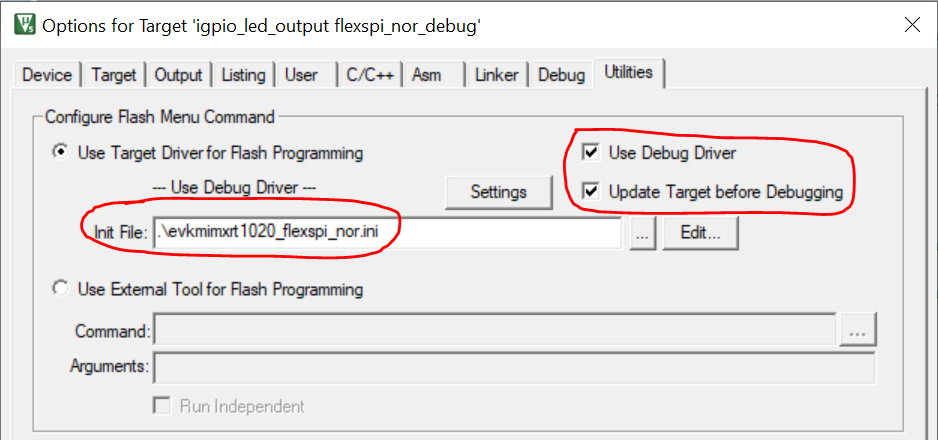 Options for Target 'igpio_led_output flexspi_nor_debug'
Device Target Output Listing User C/C++ Asm Linker Debug Utilities
Configure Flash Menu Command
Use Target Driver for Flash Programming Use Debug Driver
--- Use Debug Driver --- Settings Update Target before Debugging
Init File: .\evkmimxrt1020_flexspi_nor.ini ... Edit...
Use External Tool for Flash Programming
Command: ...
Arguments:
Run Independent